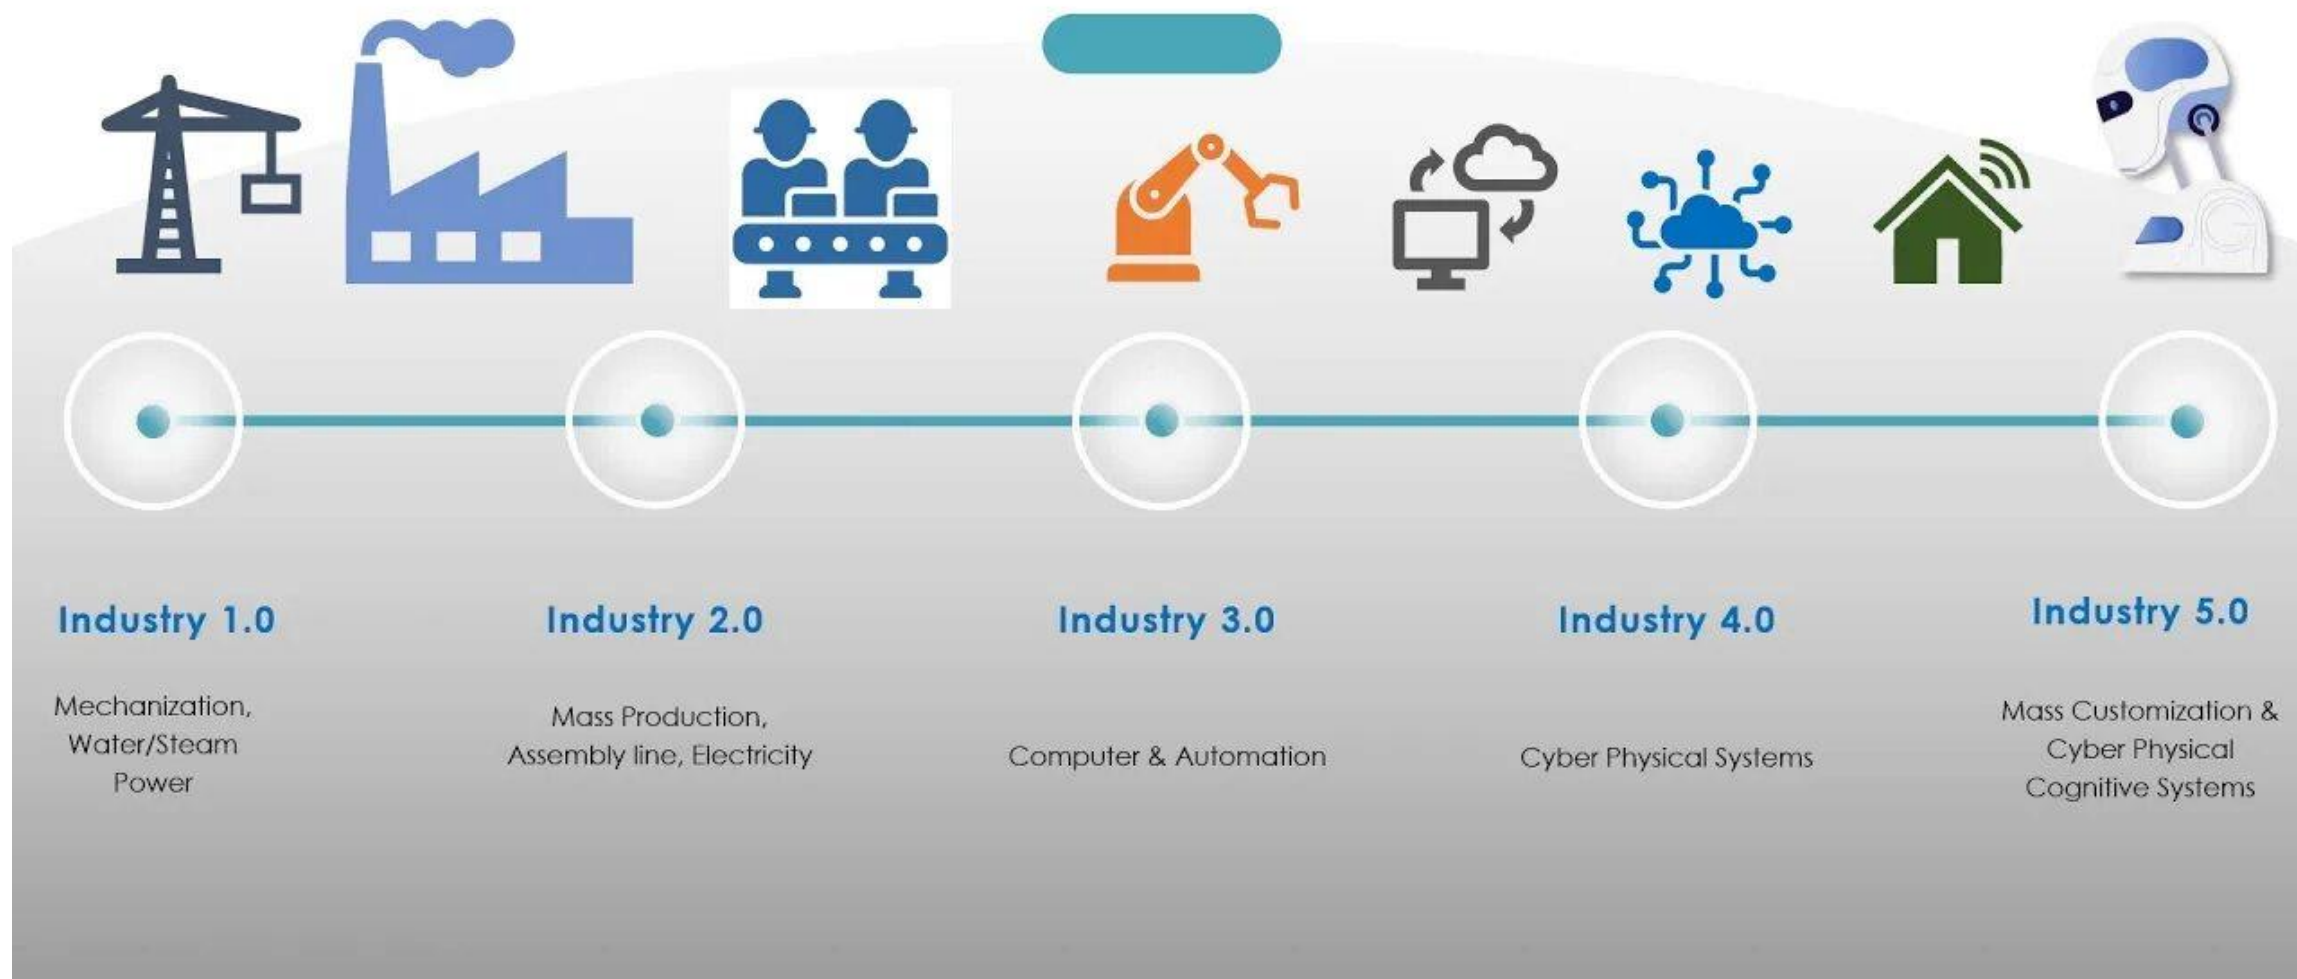 Industry 1.0
Mechanization,
Water/Steam
Power
Industry 2.0
Mass Production,
Assembly line, Electricity
Industry 3.0
Computer & Automation
Industry 4.0
Cyber Physical Systems
Industry 5.0
Mass Customization &
Cyber Physical
Cognitive Systems